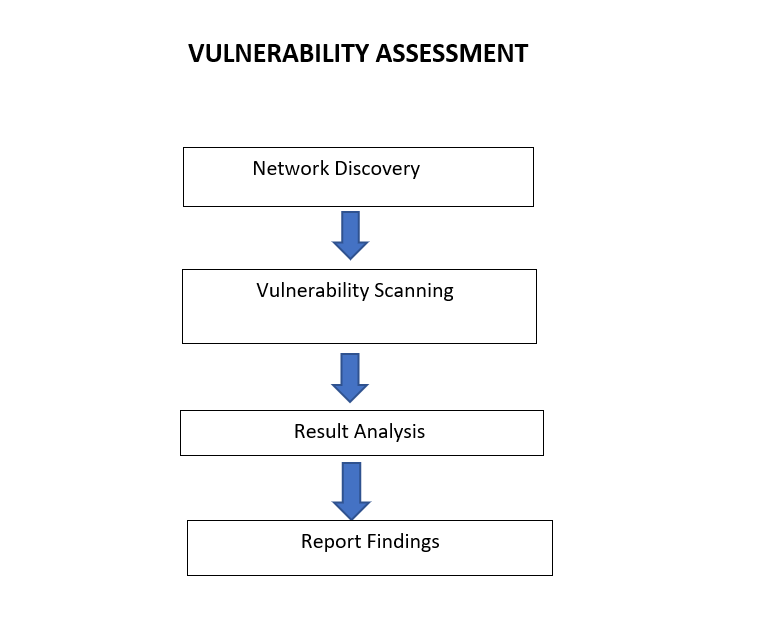 VULNERABILITY ASSESSMENT
Network Discovery
Vulnerability Scanning
Result Analysis
Report Findings